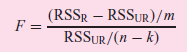 F = (RSS_R – RSS_UR)/m
RSS_UR/(n – k)